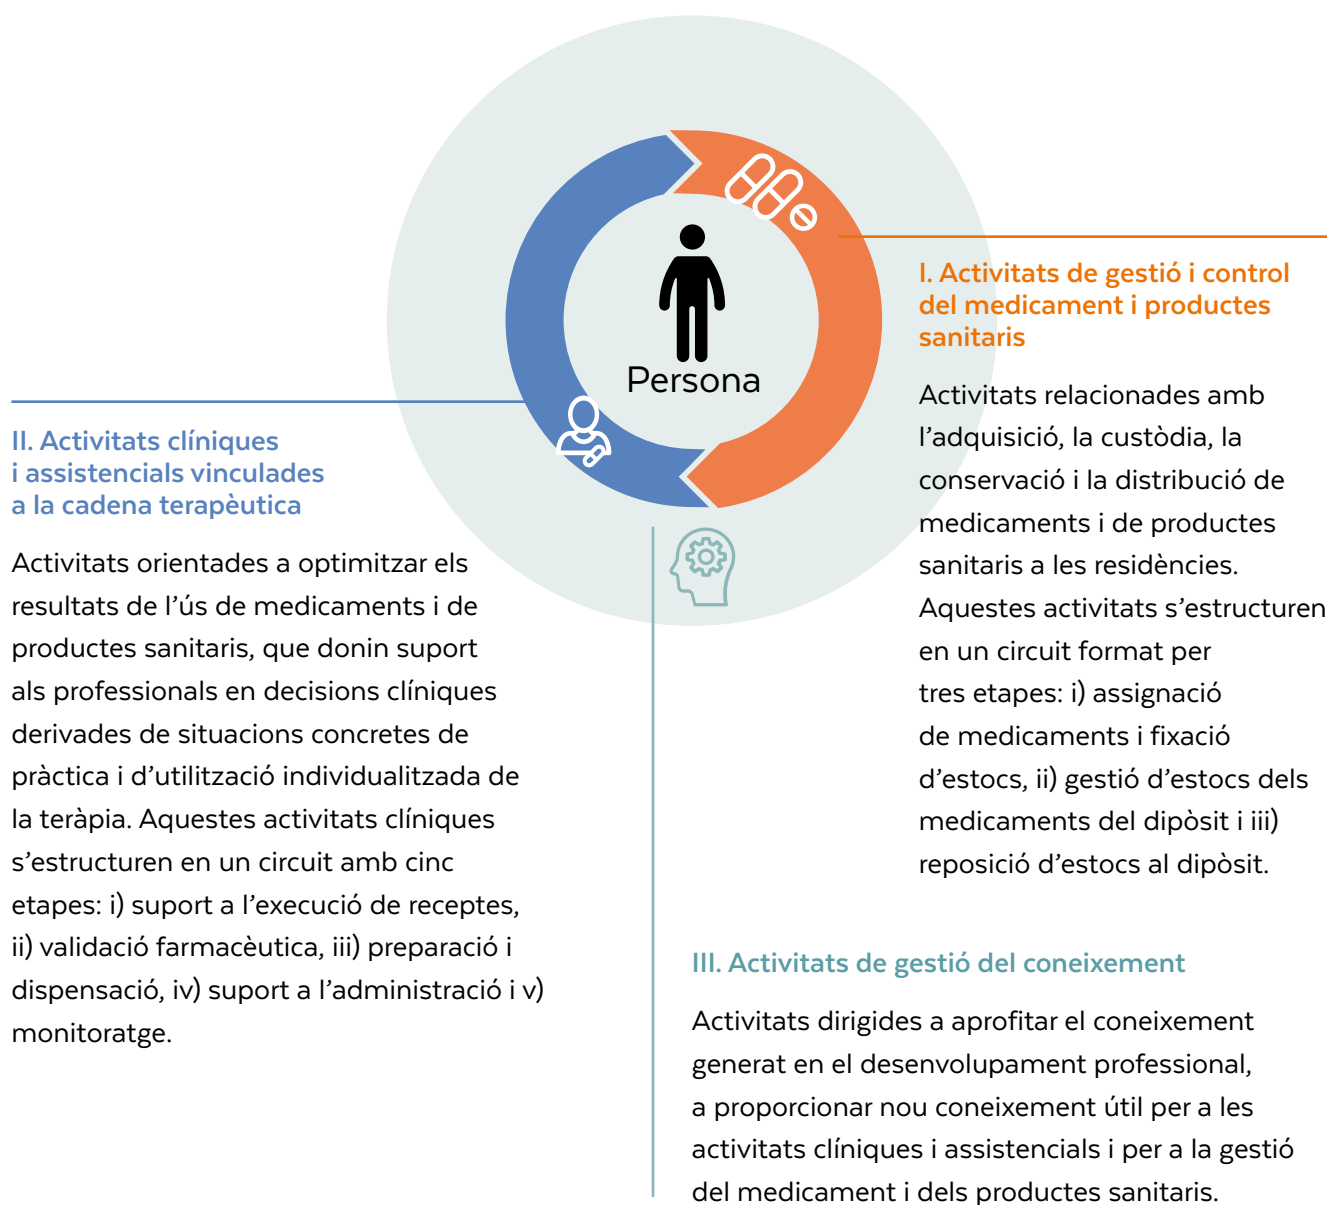 Persona
I. Activitats de gestió i control
del medicament i productes
sanitaris
Activitats relacionades amb
l’adquisició, la custòdia, la
conservació i la distribució de
medicaments i de productes
sanitaris a les residències.
Aquestes activitats s’estructuren
en un circuit format per
tres etapes: i) assignació
de medicaments i fixació
d’estocs, ii) gestió d’estocs dels
medicaments del dipòsit i iii)
reposició d’estocs al dipòsit.
II. Activitats clíniques
i assistencials vinculades
a la cadena terapèutica
Activitats orientades a optimitzar els
resultats de l’ús de medicaments i de
productes sanitaris, que donin suport
als professionals en decisions clíniques
derivades de situacions concretes de
pràctica i d’utilització individualitzada de
la teràpia. Aquestes activitats clíniques
s’estructuren en un circuit amb cinc
etapes: i) suport a l’execució de receptes,
ii) validació farmacèutica, iii) preparació i
dispensació, iv) suport a l’administració i v)
monitoratge.
III. Activitats de gestió del coneixement
Activitats dirigides a aprofitar el coneixement
generat en el desenvolupament professional,
a proporcionar nou coneixement útil per a les
activitats clíniques i assistencials i per a la gestió
del medicament i dels productes sanitaris.